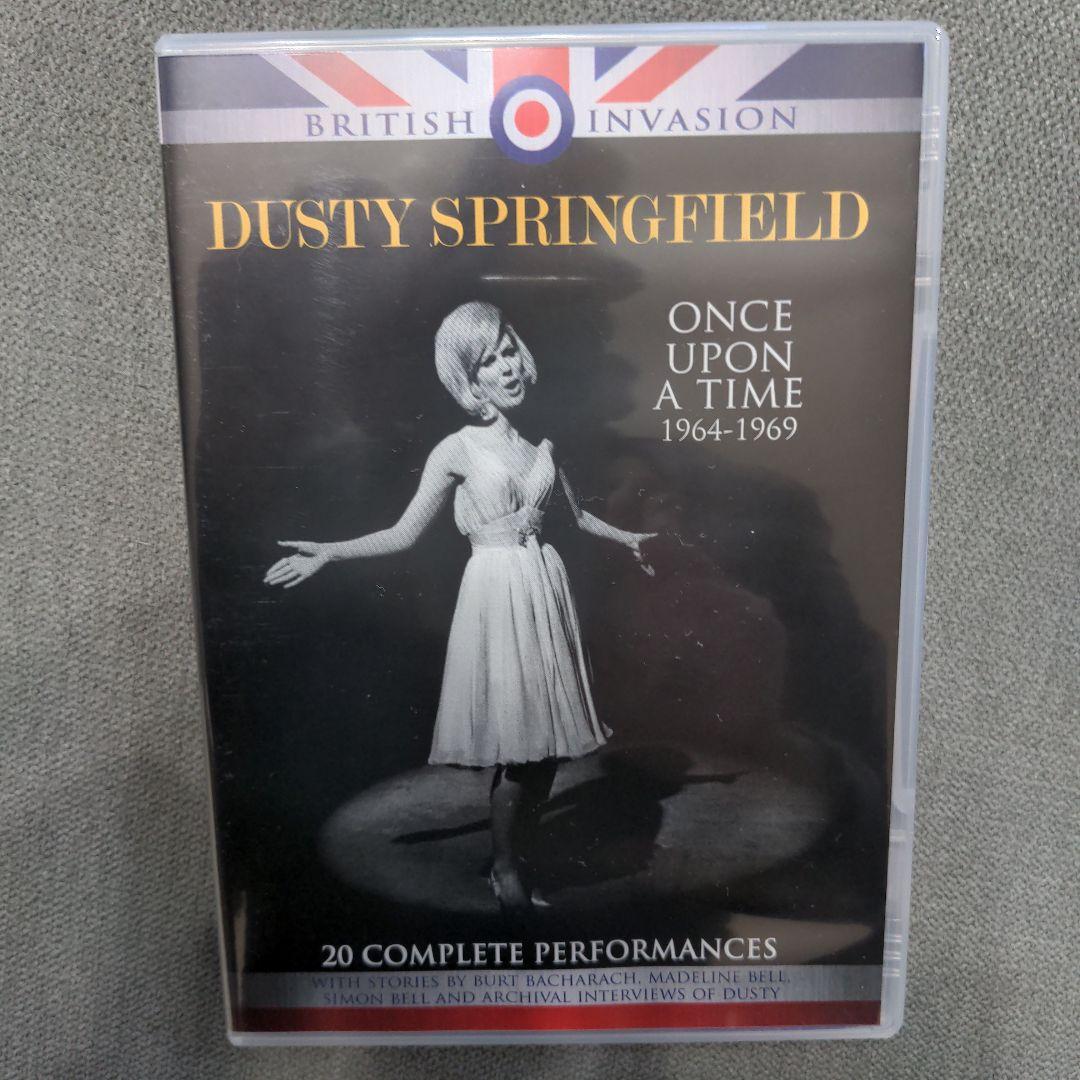 BRITISH INVASION
DUSTY SPRINGFIELD
ONCE
UPON
A TIME
1964-1969
20 COMPLETE PERFORMANCES
WITH STORIES BY BURT BACHARACH, MADELINE BELL,
SIMON BELL AND ARCHIVAL INTERVIEWS OF DUSTY